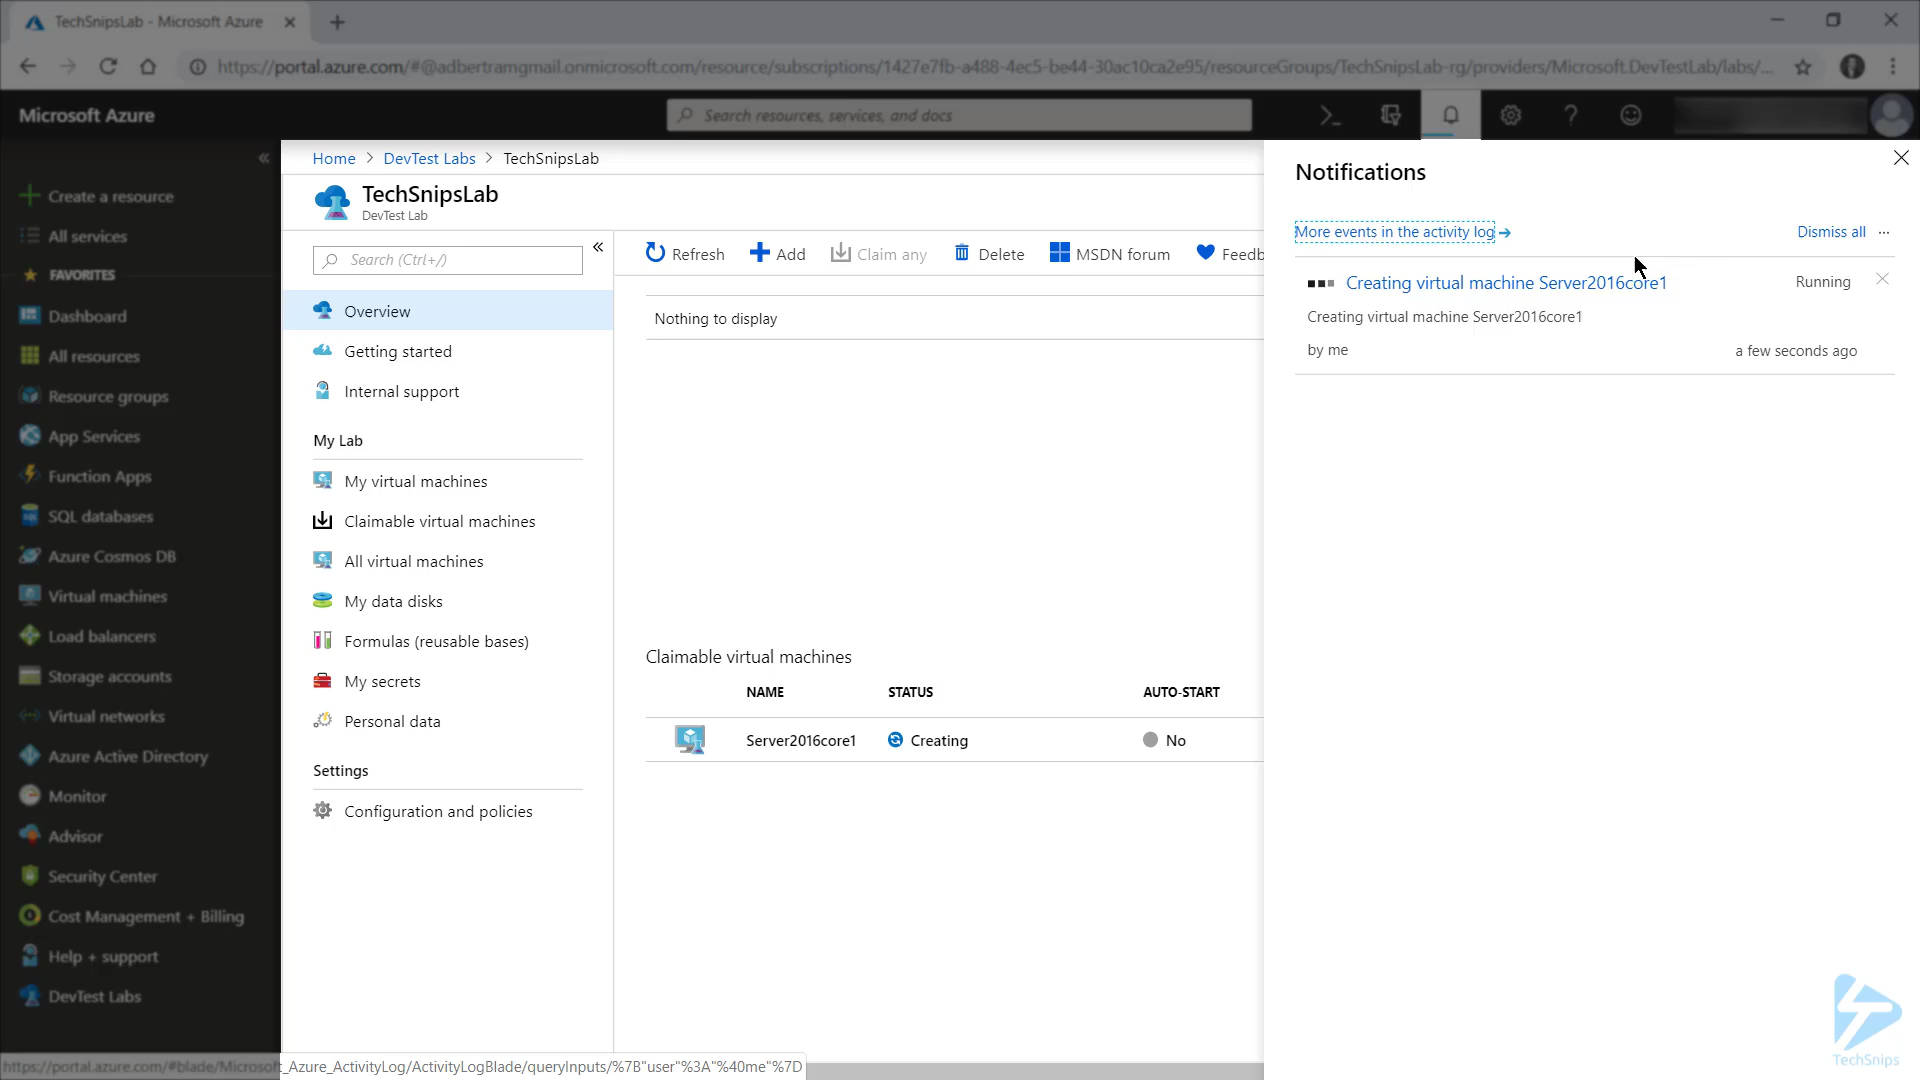 TechSnipsLab - Microsoft Azure
https://portal.azure.com/#@adbertramgmail.onmicrosoft.com/resource/subscriptions/1427e7fb-a488-4ec5-be44-30ac10ca2e95/resourceGroups/TechSnipsLab-rg/providers/Microsoft.DevTestLab/labs/...
Microsoft Azure
Search resources, services, and docs
Create a resource
All services
FAVORITES
Dashboard
All resources
Resource groups
App Services
Function Apps
SQL databases
Azure Cosmos DB
Virtual machines
Load balancers
Storage accounts
Virtual networks
Azure Active Directory
Monitor
Advisor
Security Center
Cost Management + Billing
Help + support
DevTest Labs
Home > DevTest Labs > TechSnipsLab
TechSnipsLab
DevTest Lab
Search (Ctrl+/)
Overview
Getting started
Internal support
My Lab
My virtual machines
Claimable virtual machines
All virtual machines
My data disks
Formulas (reusable bases)
My secrets
Personal data
Settings
Configuration and policies
Refresh Add Claim any Delete MSDN forum Feedb
Nothing to display
Claimable virtual machines
NAME STATUS AUTO-START
Server2016core1 Creating No
Notifications
More events in the activity log → Dismiss all ...
Creating virtual machine Server2016core1 Running
Creating virtual machine Server2016core1
by me a few seconds ago
TechSnips
https://portal.azure.com/#blade/Microsoft_Azure_ActivityLog/ActivityLogBlade/queryInputs/%7B"user"%3A"%40me"%7D